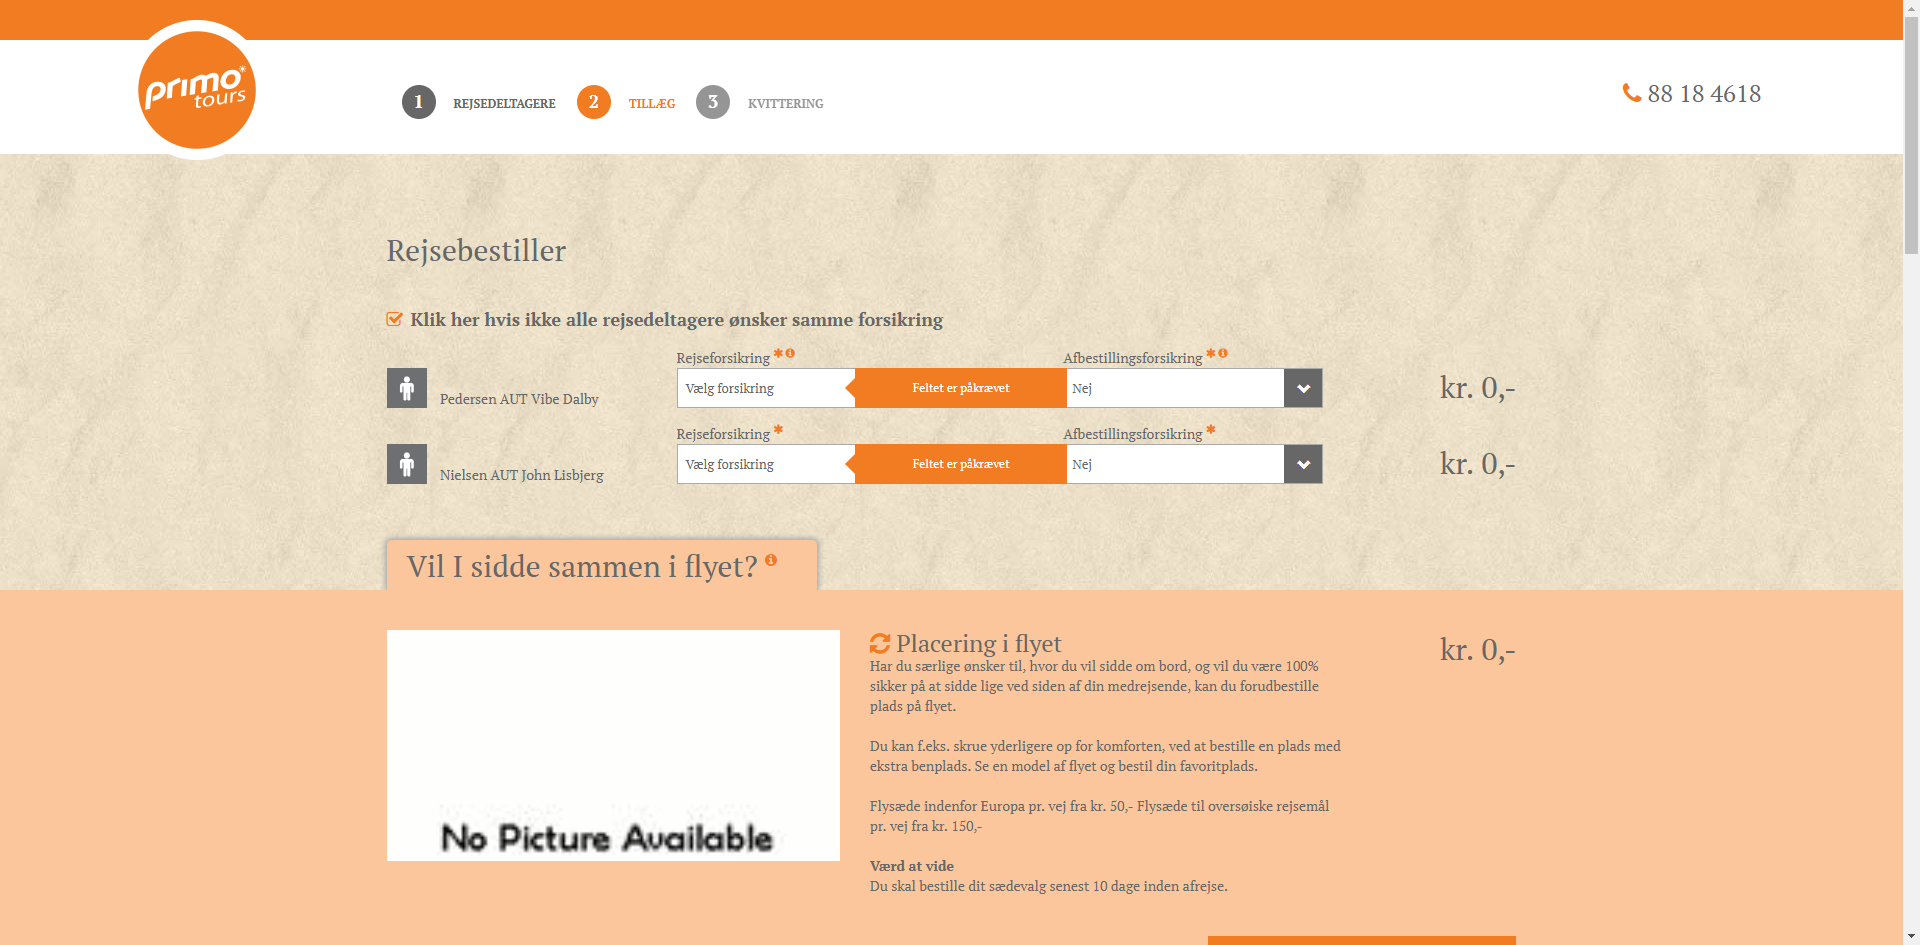 primo
tours
1 REJSEDELTAGERE 2 TILLÆG 3 KVITTERING
88 18 4618
Rejsebestiller
Klik her hvis ikke alle rejsedeltagere ønsker samme forsikring
Rejseforsikring * Afbestillingsforsikring *
Pedersen AUT Vibe Dalby Vælg forsikring Feltet er påkrævet Nej kr. 0,-
Rejseforsikring * Afbestillingsforsikring *
Nielsen AUT John Lisbjerg Vælg forsikring Feltet er påkrævet Nej kr. 0,-
Vil I sidde sammen i flyet?
No Picture Available
Placering i flyet kr. 0,-
Har du særlige ønsker til, hvor du vil sidde om bord, og vil du være 100%
sikker på at sidde lige ved siden af din medrejsende, kan du forudbestille
plads på flyet.
Du kan f.eks. skrue yderligere op for komforten, ved at bestille en plads med
ekstra benplads. Se en model af flyet og bestil din favoritplads.
Flysæde indenfor Europa pr. vej fra kr. 50,- Flysæde til oversøiske rejsemål
pr. vej fra kr. 150,-
Værd at vide
Du skal bestille dit sædevalg senest 10 dage inden afrejse.